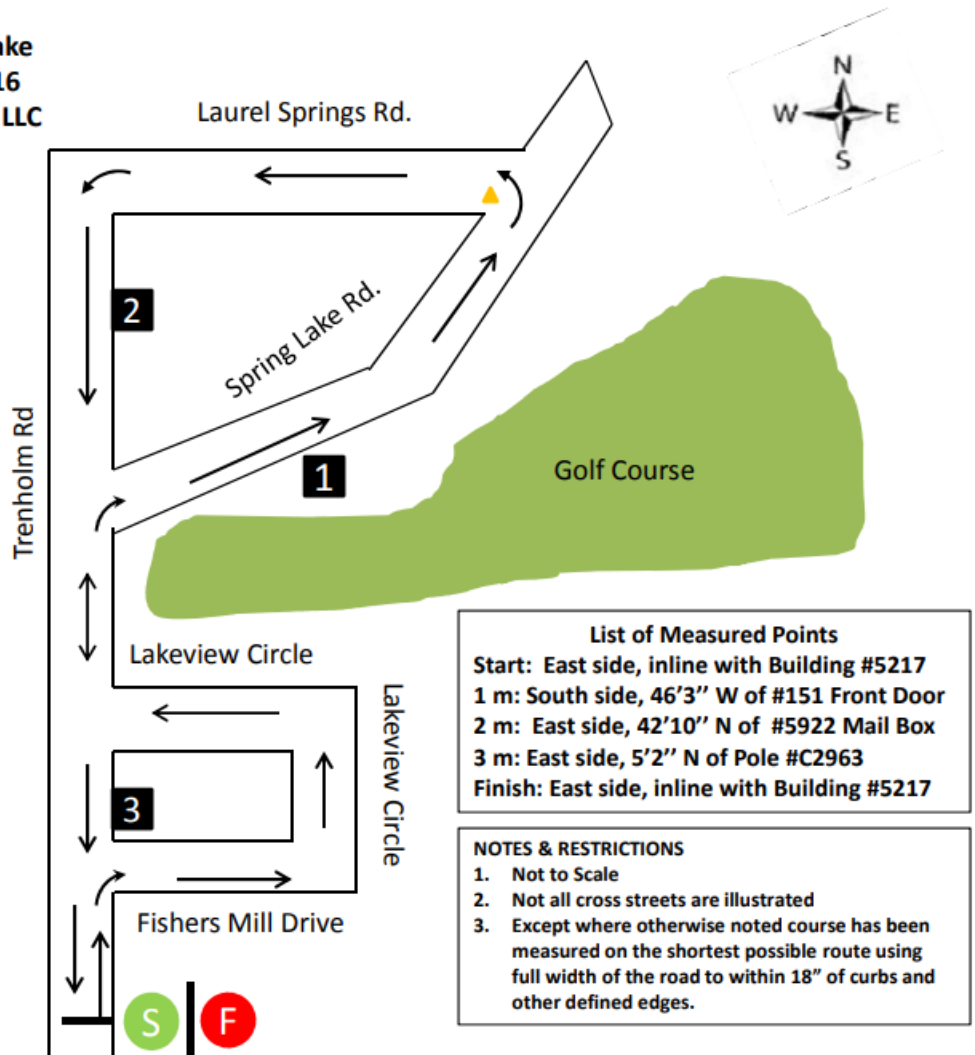 16
LLC
Laurel Springs Rd.
N
W E
S
2
Spring Lake Rd.
Trenholm Rd
1
Golf Course
Lakeview Circle
Lakeview Circle
3
Fishers Mill Drive
S F
List of Measured Points
Start: East side, inline with Building #5217
1 m: South side, 46’3’’ W of #151 Front Door
2 m: East side, 42’10’’ N of #5922 Mail Box
3 m: East side, 5’2’’ N of Pole #C2963
Finish: East side, inline with Building #5217
NOTES & RESTRICTIONS
1. Not to Scale
2. Not all cross streets are illustrated
3. Except where otherwise noted course has been
measured on the shortest possible route using
full width of the road to within 18” of curbs and
other defined edges.